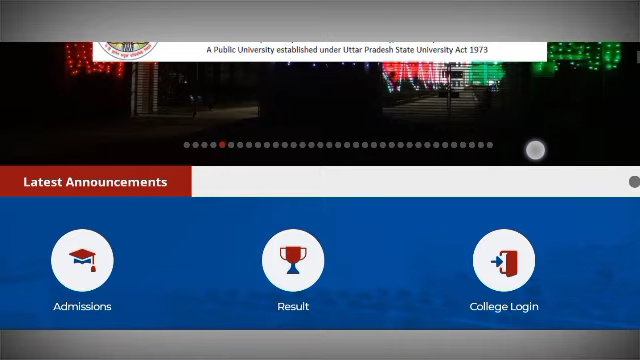 A Public University established under Uttar Pradesh State University Act 1973
Latest Announcements
Admissions
Result
College Login